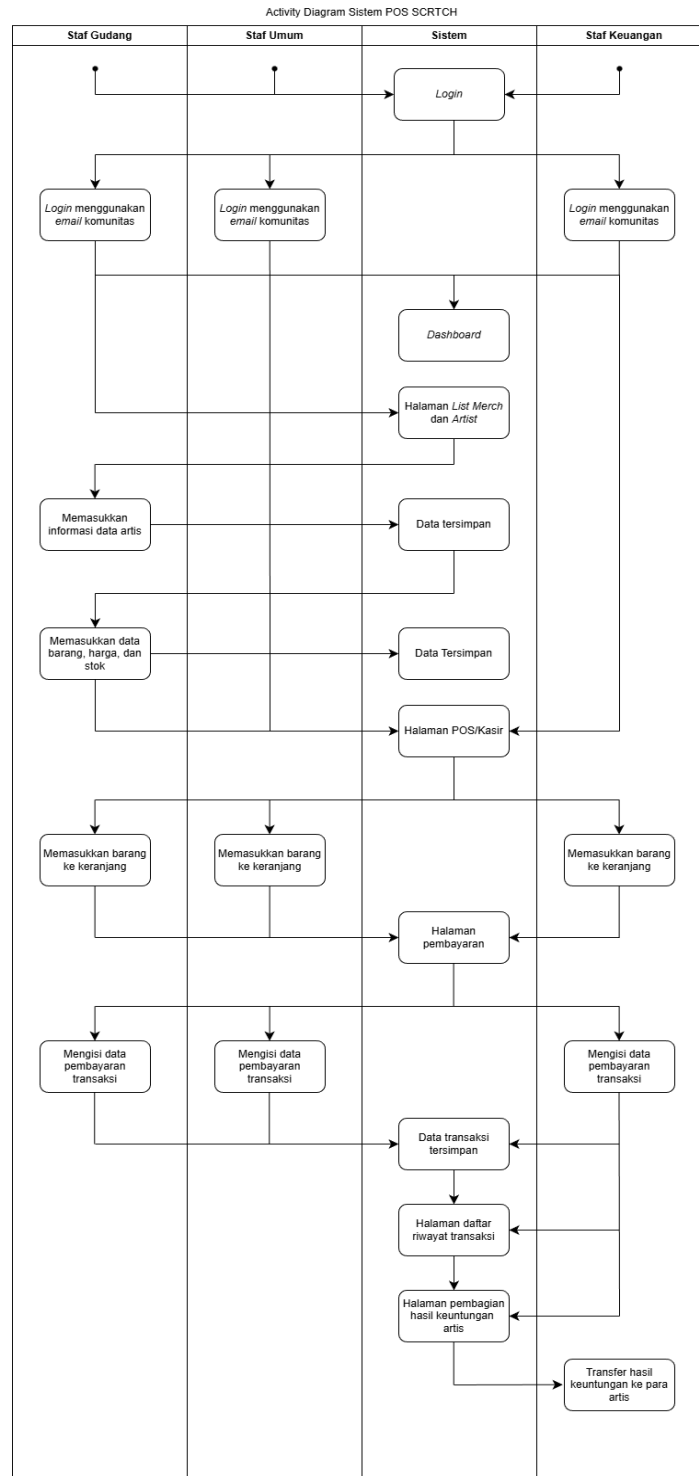 Activity Diagram Sistem POS SCRTCH
Staf Gudang
Staf Umum
Sistem
Staf Keuangan
Login
Login menggunakan
email komunitas
Login menggunakan
email komunitas
Login menggunakan
email komunitas
Dashboard
Halaman List Merch
dan Artist
Memasukkan
informasi data artis
Data tersimpan
Memasukkan data
barang, harga, dan
stok
Data Tersimpan
Halaman POS/Kasir
Memasukkan barang
ke keranjang
Memasukkan barang
ke keranjang
Memasukkan barang
ke keranjang
Halaman
pembayaran
Mengisi data
pembayaran
transaksi
Mengisi data
pembayaran
transaksi
Mengisi data
pembayaran
transaksi
Data transaksi
tersimpan
Halaman daftar
riwayat transaksi
Halaman pembagian
hasil keuntungan
artis
Transfer hasil
keuntungan ke para
artis